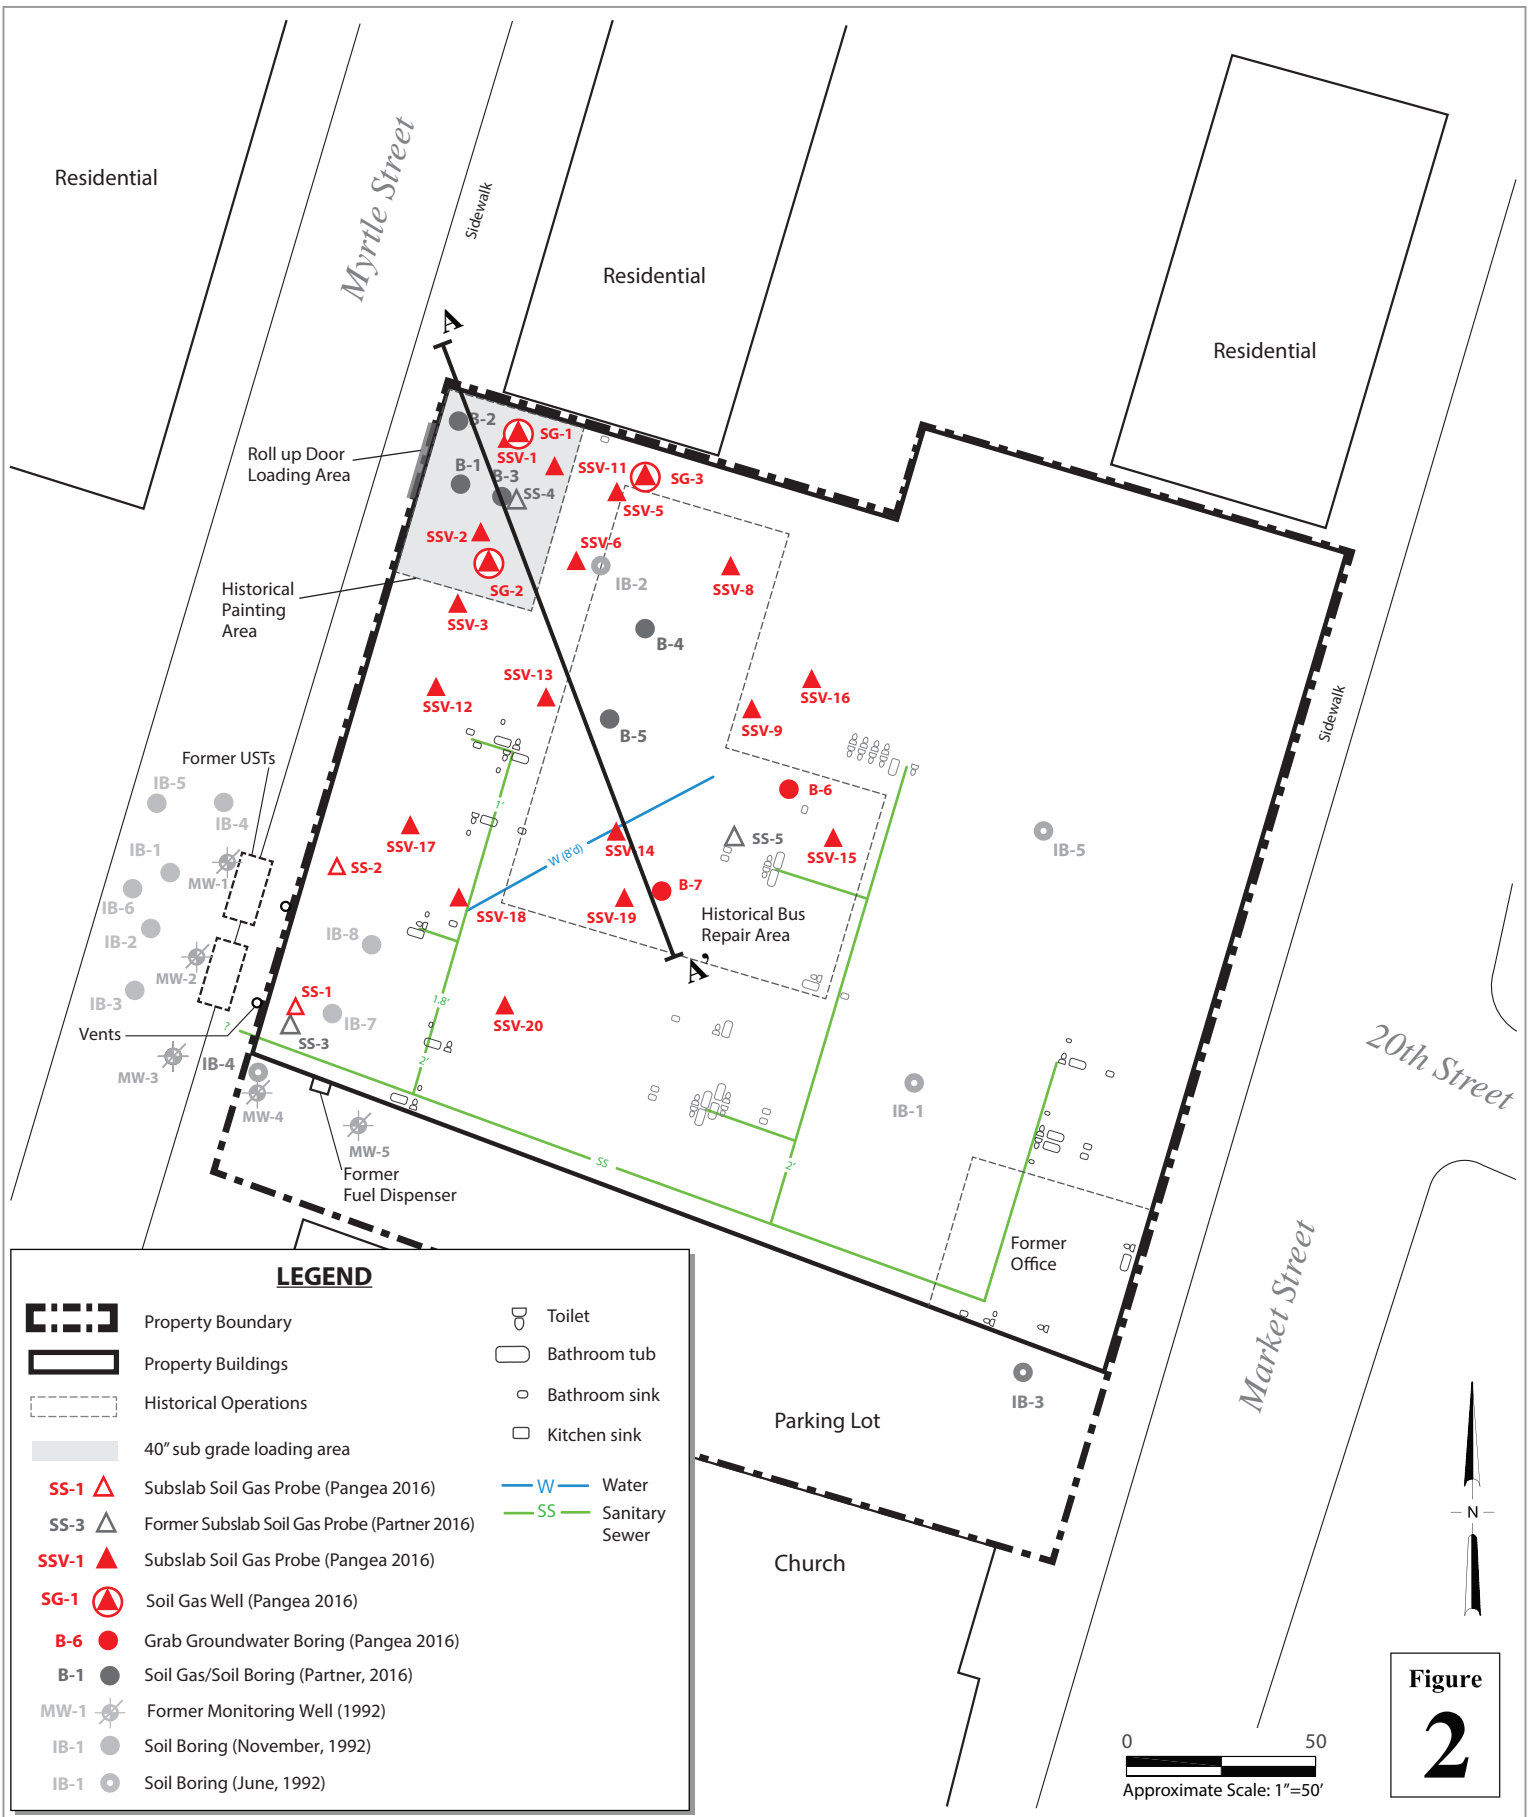 Residential
Myrtle Street
Sidewalk
Residential
Residential
A
Roll up Door
Loading Area
B-2
SG-1
SSV-1
B-1
B-3
SS-4
SSV-11
SG-3
SSV-5
SSV-2
SSV-6
SG-2
IB-2
SSV-8
Historical
Painting
Area
SSV-3
B-4
SSV-13
SSV-12
SSV-16
SSV-9
B-5
Sidewalk
Former USTs
IB-5
IB-4
B-6
1'
IB-1
MW-1
SSV-17
SS-2
W (8'd)
SSV-14
SS-5
SSV-15
IB-5
IB-6
IB-2
MW-2
IB-8
SSV-18
SSV-19
B-7
Historical Bus
Repair Area
A’
IB-3
SS-1
IB-7
SS-3
1.8'
SSV-20
Vents
?
MW-3
IB-4
2'
MW-4
MW-5
Former
Fuel Dispenser
SS
2'
IB-1
20th Street
Former
Office
Market Street
IB-3
Parking Lot
Church
LEGEND
Property Boundary
Property Buildings
Historical Operations
40” sub grade loading area
SS-1 Subslab Soil Gas Probe (Pangea 2016)
SS-3 Former Subslab Soil Gas Probe (Partner 2016)
SSV-1 Subslab Soil Gas Probe (Pangea 2016)
SG-1 Soil Gas Well (Pangea 2016)
B-6 Grab Groundwater Boring (Pangea 2016)
B-1 Soil Gas/Soil Boring (Partner, 2016)
MW-1 Former Monitoring Well (1992)
IB-1 Soil Boring (November, 1992)
IB-1 Soil Boring (June, 1992)
Toilet
Bathroom tub
Bathroom sink
Kitchen sink
W Water
SS Sanitary
Sewer
N
0 50
Approximate Scale: 1”=50’
Figure
2